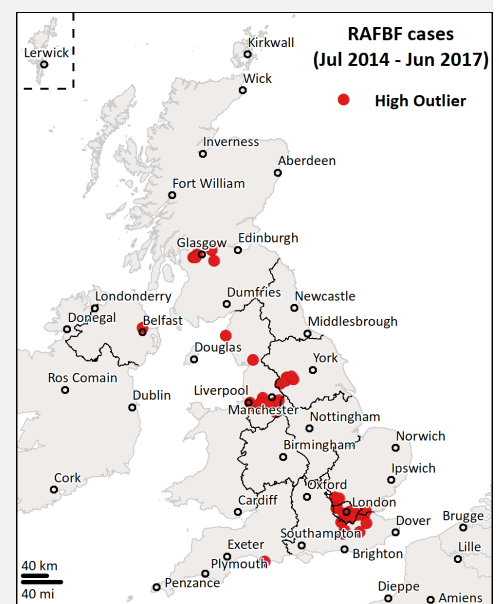 RAFBF cases
(Jul 2014 - Jun 2017)
High Outlier
Lerwick
Kirkwall
Wick
Inverness
Aberdeen
Fort William
Glasgow
Edinburgh
Dumfries
Newcastle
Londonderry
Donegal
Belfast
Middlesbrough
Douglas
York
Ros Comain
Dublin
Liverpool
Manchester
Nottingham
Norwich
Birmingham
Ipswich
Cork
Oxford
London
Cardiff
Brugge
Dover
Southampton
Exeter
Brighton
Lille
Plymouth
Penzance
Dieppe
Amiens
40 km
40 mi